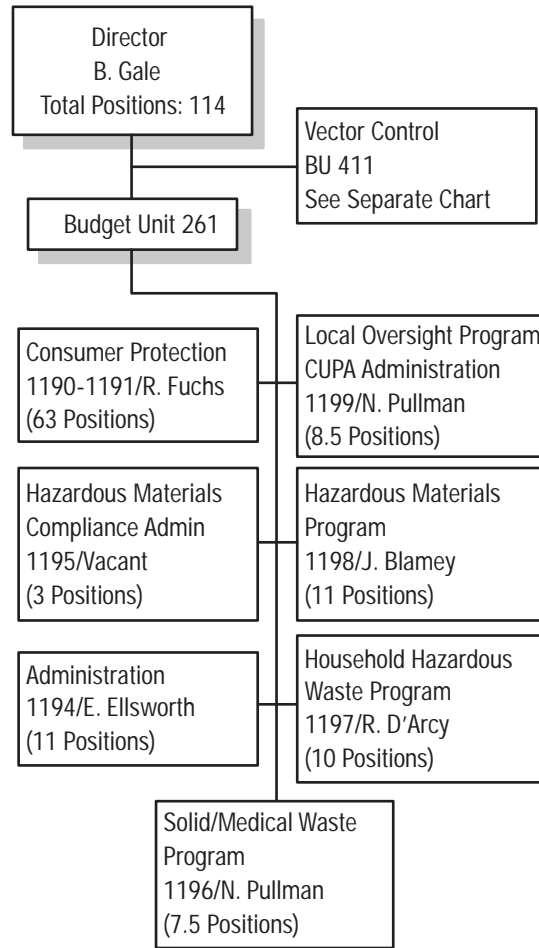 Director
B. Gale
Total Positions: 114
Vector Control
BU 411
See Separate Chart
Budget Unit 261
Consumer Protection
1190-1191/R. Fuchs
(63 Positions)
Local Oversight Program
CUPA Administration
1199/N. Pullman
(8.5 Positions)
Hazardous Materials
Compliance Admin
1195/Vacant
(3 Positions)
Hazardous Materials
Program
1198/J. Blamey
(11 Positions)
Administration
1194/E. Ellsworth
(11 Positions)
Household Hazardous
Waste Program
1197/R. D’Arcy
(10 Positions)
Solid/Medical Waste
Program
1196/N. Pullman
(7.5 Positions)